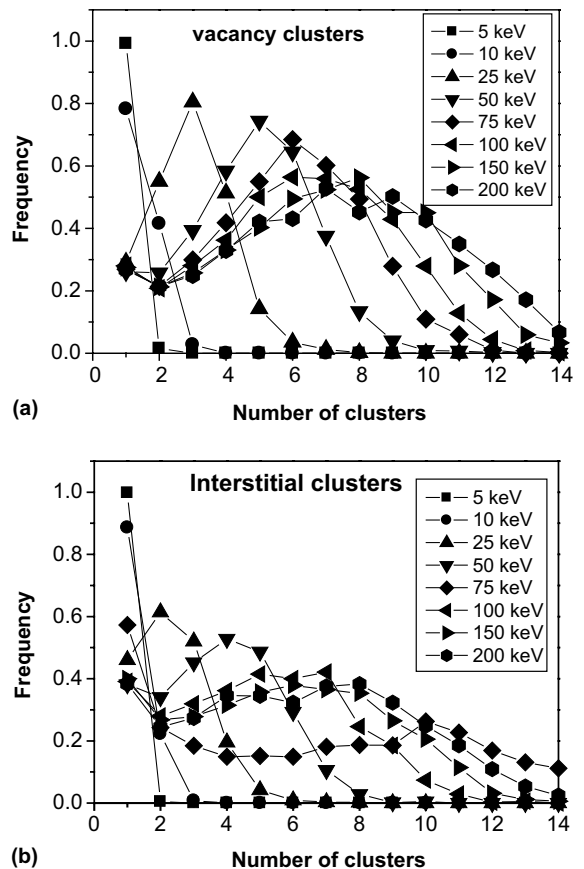 vacancy clusters
5 keV
10 keV
25 keV
50 keV
75 keV
100 keV
150 keV
200 keV
Frequency
1.0
0.8
0.6
0.4
0.2
0.0
0 2 4 6 8 10 12 14
(a)
Number of clusters
Interstitial clusters
5 keV
10 keV
25 keV
50 keV
75 keV
100 keV
150 keV
200 keV
Frequency
1.0
0.8
0.6
0.4
0.2
0.0
0 2 4 6 8 10 12 14
(b)
Number of clusters